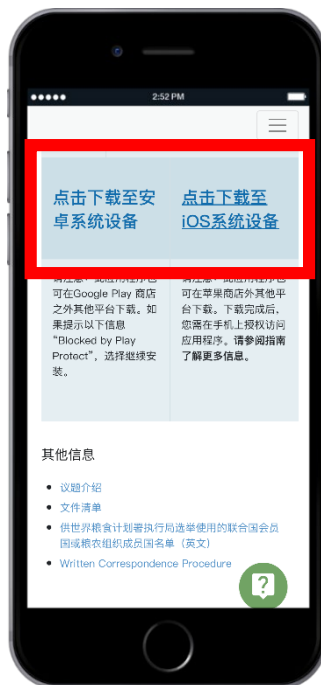 2:52 PM
点击下载至安
卓系统设备
点击下载至
iOS系统设备
可在Google Play 商店
之外其他平台下载。如
果提示以下信息
“Blocked by Play
Protect”，选择继续安
装。
可在苹果商店外其他平
台下载。下载完成后，
您需在手机上授权访问
应用程序。请参阅指南
了解更多信息。
其他信息
议题介绍
文件清单
供世界粮食计划署执行局选举使用的联合国会员
国或粮农组织成员国名单（英文）
Written Correspondence Procedure
?